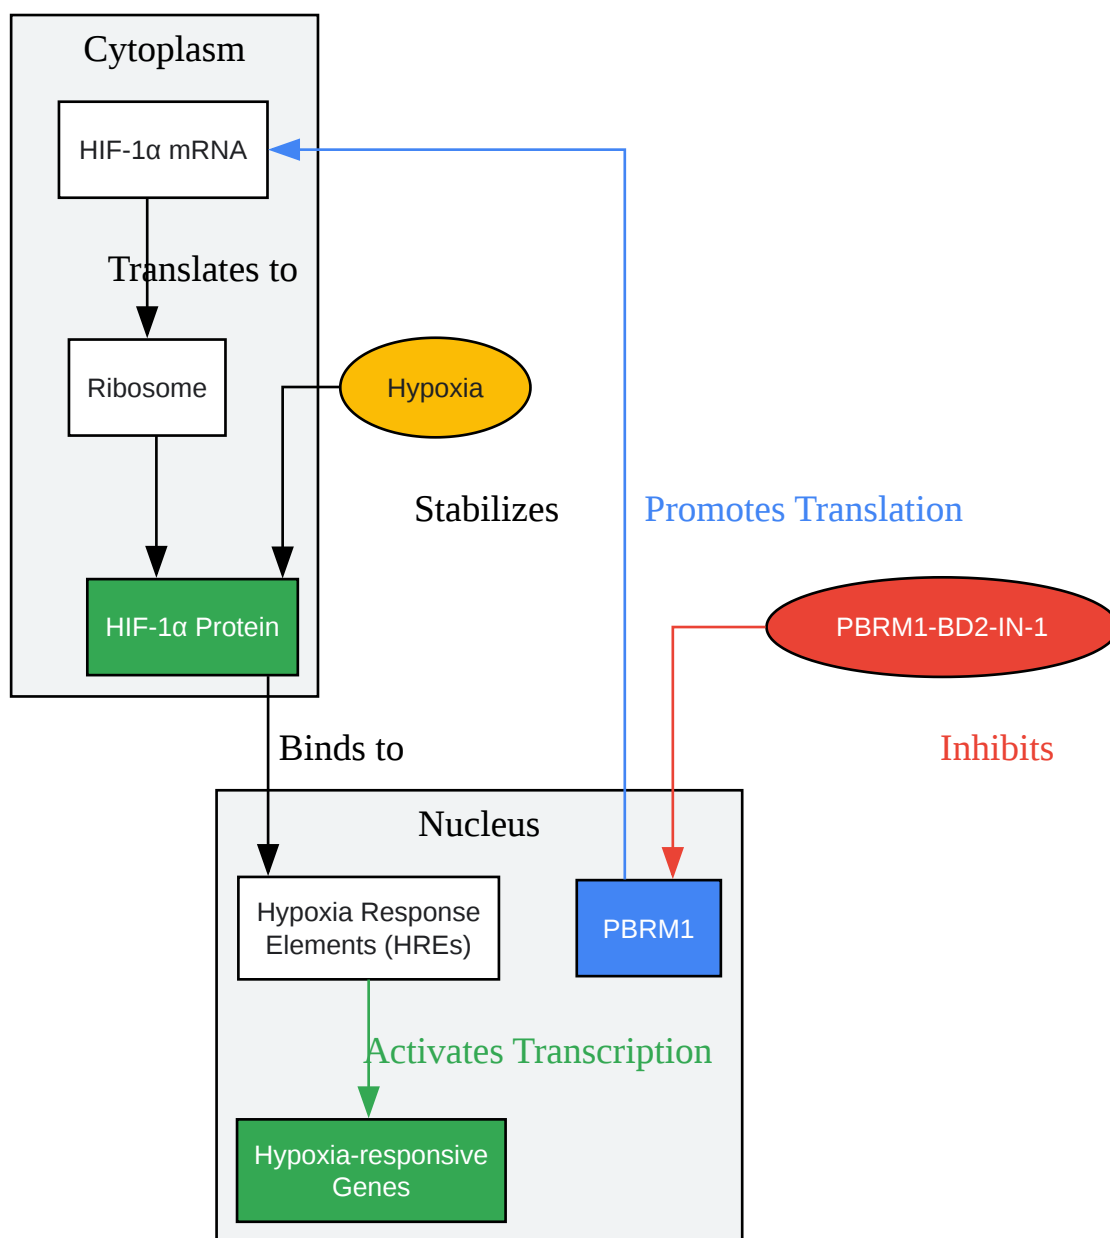 Cytoplasm
HIF-1α mRNA
Translates to
Ribosome
Hypoxia
Stabilizes
Promotes Translation
HIF-1α Protein
PBRM1-BD2-IN-1
Binds to
Inhibits
Nucleus
Hypoxia Response
Elements (HREs)
PBRM1
Activates Transcription
Hypoxia-responsive
Genes